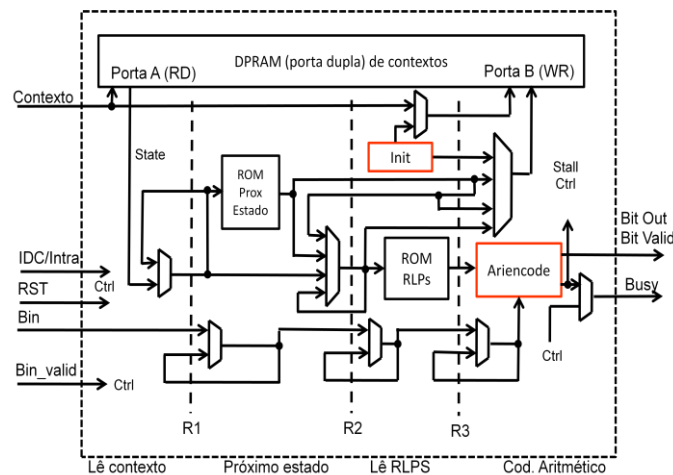 DPRAM (porta dupla) de contextos
Porta A (RD)
Porta B (WR)
Contexto
State
Init
ROM
Prox
Estado
Stall
Ctrl
Bit Out
Bit Valid
IDC/Intra
Ctrl
RST
ROM
RLPs
Ariencode
Busy
Bin
Ctrl
Bin_valid
Ctrl
R1
R2
R3
Lê contexto
Próximo estado
Lê RLPS
Cod. Aritmético